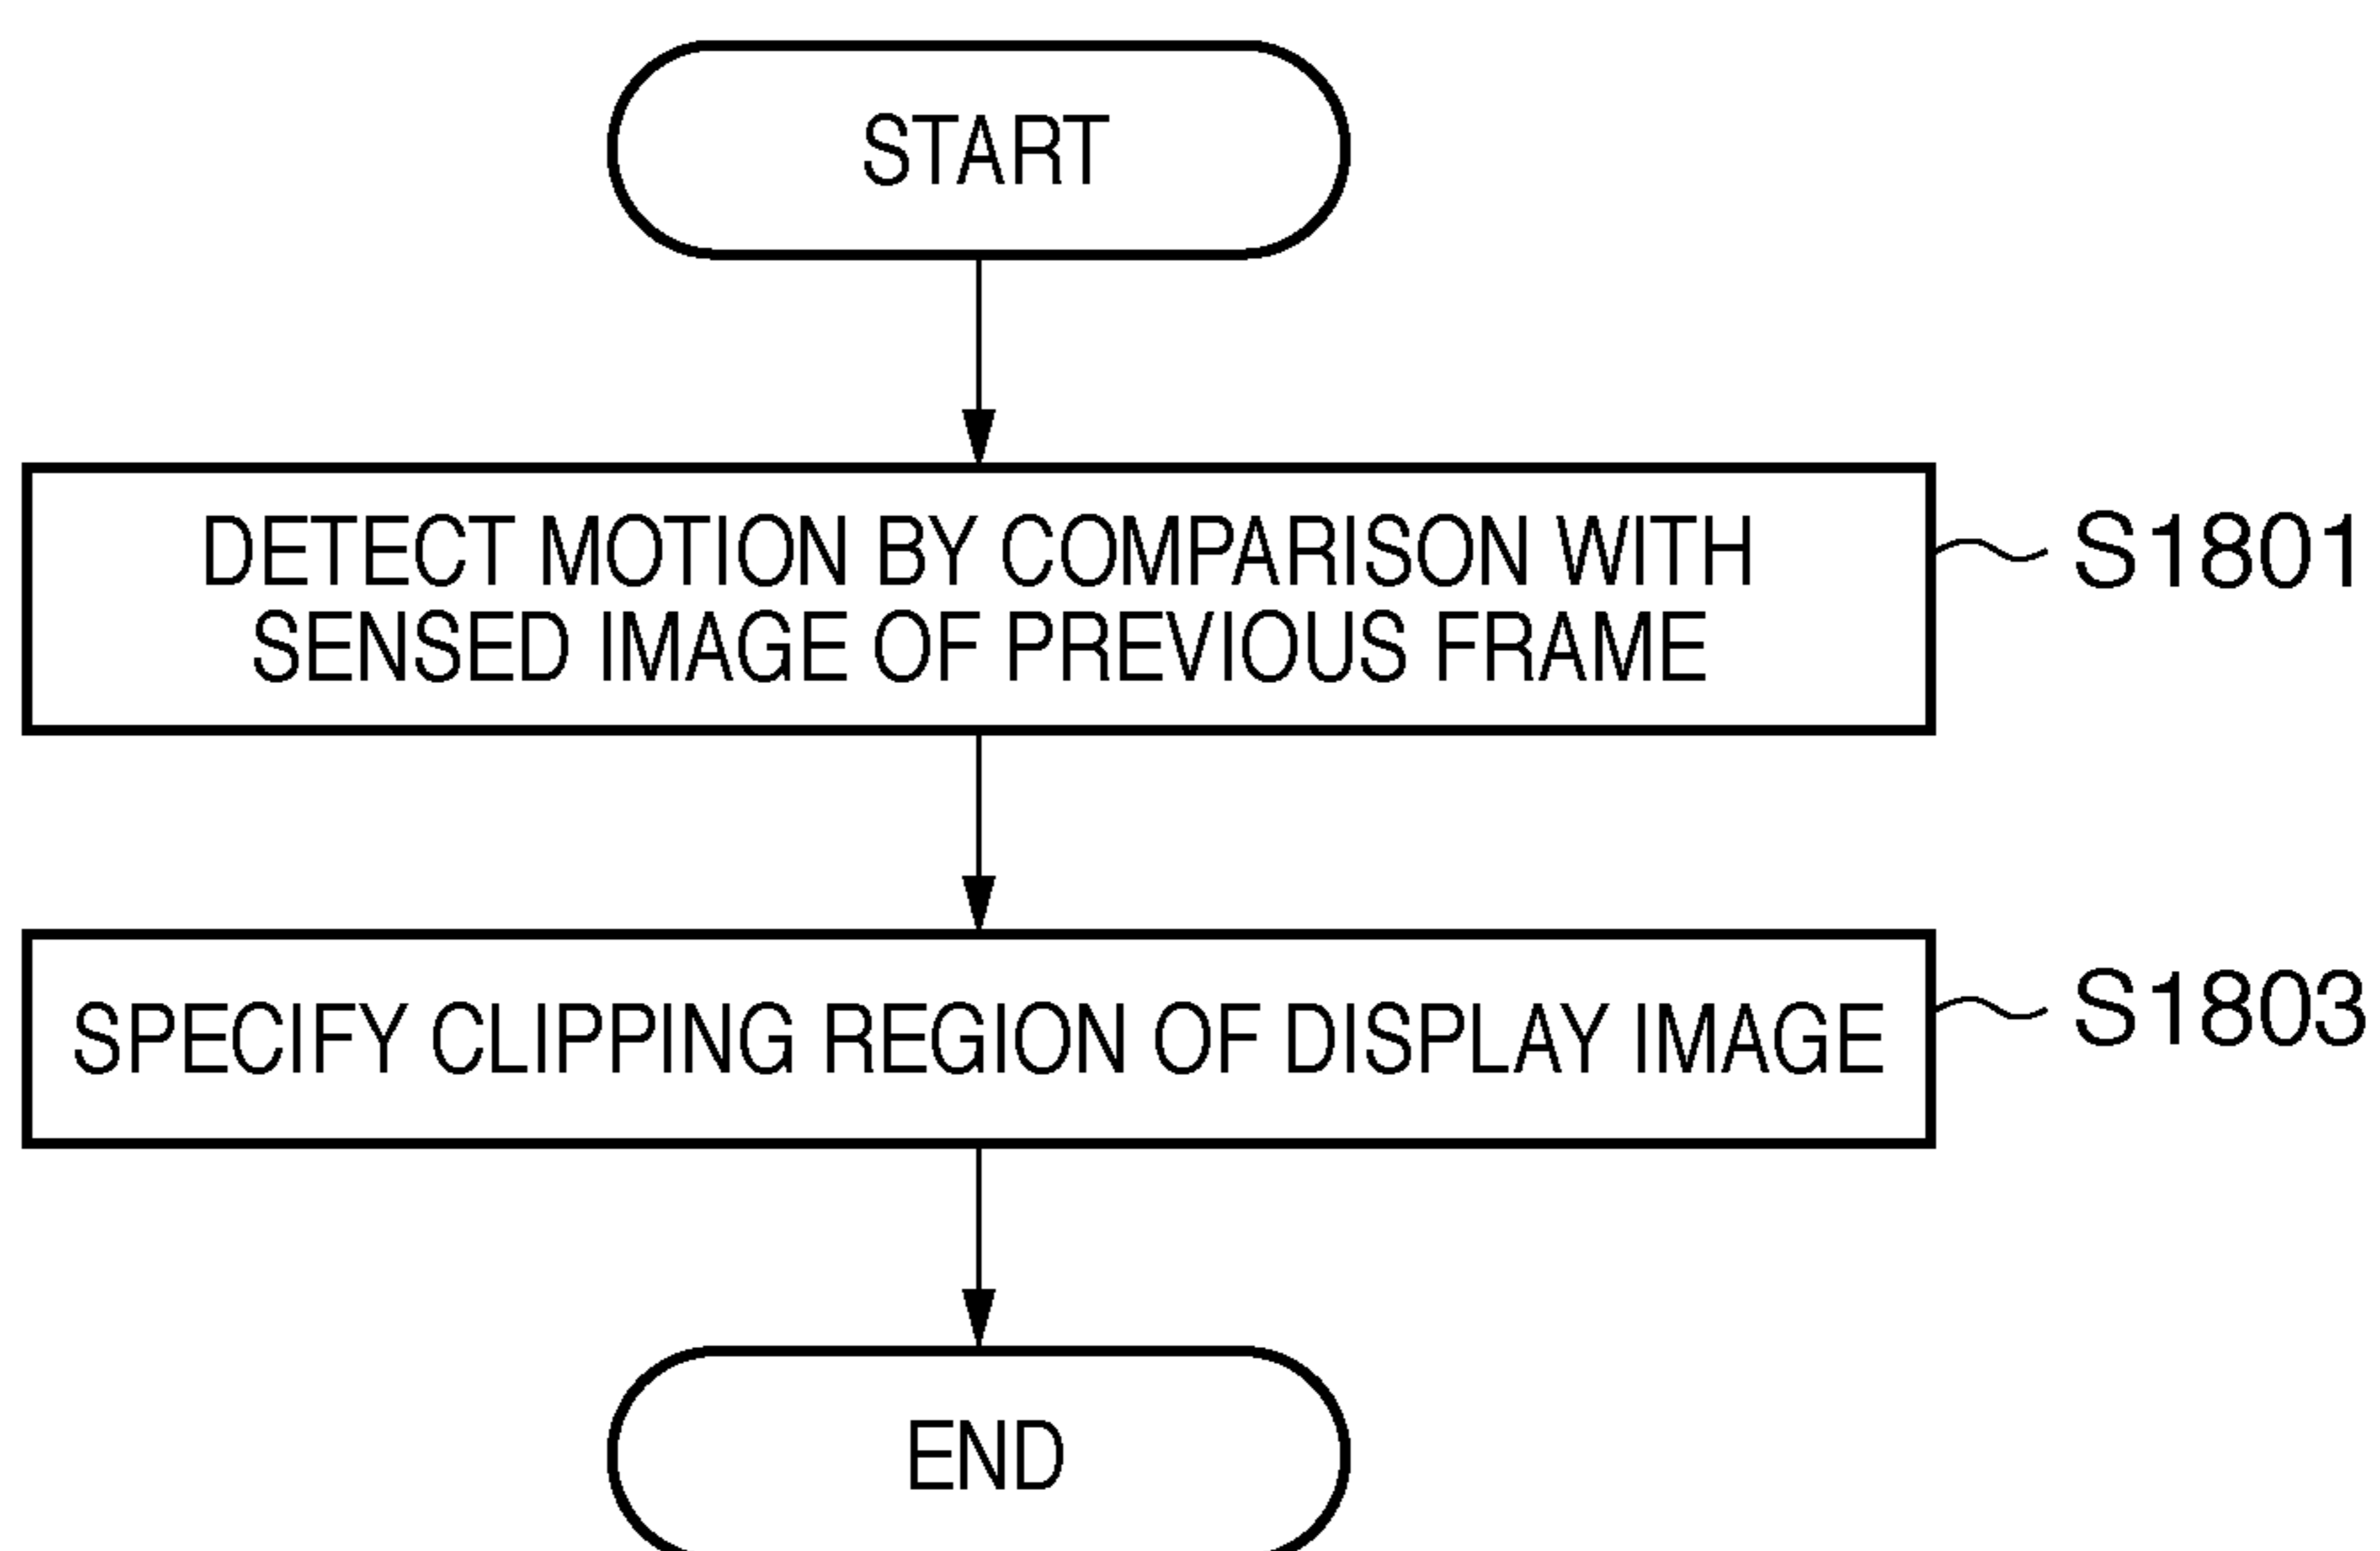 START
DETECT MOTION BY COMPARISON WITH
SENSED IMAGE OF PREVIOUS FRAME
S1801
SPECIFY CLIPPING REGION OF DISPLAY IMAGE
S1803
END